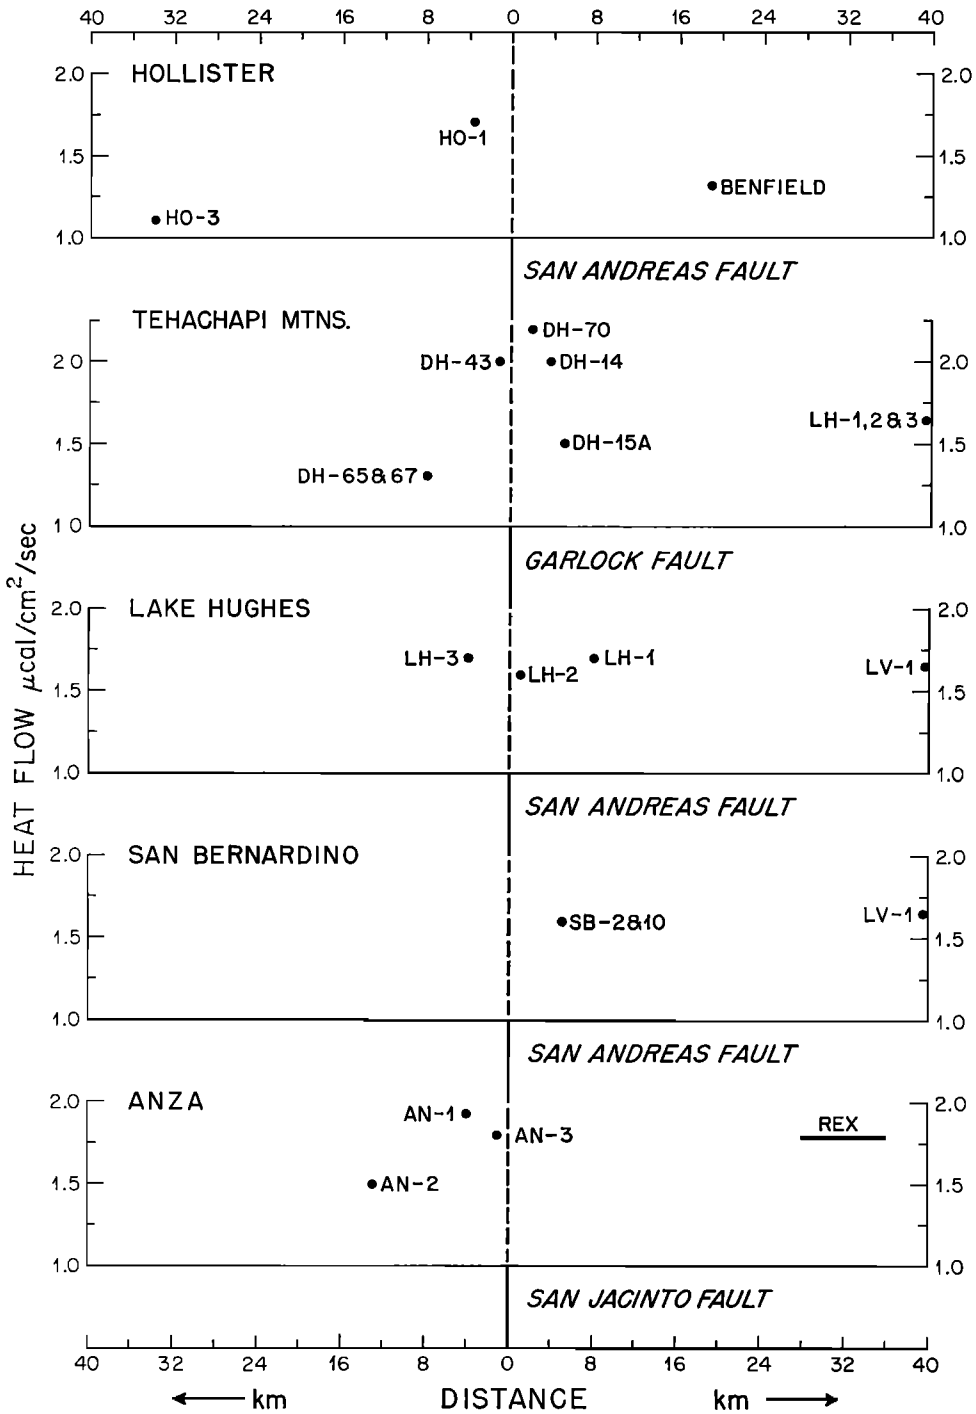 40 32 24 16 8 0 8 16 24 32 40
2.0 HOLLISTER 2.0
HO-1
1.5 BENFIELD 1.5
HO-3
1.0 1.0
SAN ANDREAS FAULT
TEHACHAPI MTNS.
DH-70
2.0 DH-43 DH-14 2.0
LH-1,2&3
1.5 DH-15A 1.5
DH-65&67
1.0 1.0
GARLOCK FAULT
HEAT FLOW μcal/cm²/sec
2.0 LAKE HUGHES 2.0
LH-3 LH-1
LH-2 LV-1
1.5 1.5
1.0 1.0
SAN ANDREAS FAULT
2.0 SAN BERNARDINO 2.0
SB-2&10 LV-1
1.5 1.5
1.0 1.0
SAN ANDREAS FAULT
2.0 ANZA 2.0
AN-1 REX
AN-3
1.5 AN-2 1.5
1.0 1.0
SAN JACINTO FAULT
40 32 24 16 8 0 8 16 24 32 40
km DISTANCE km